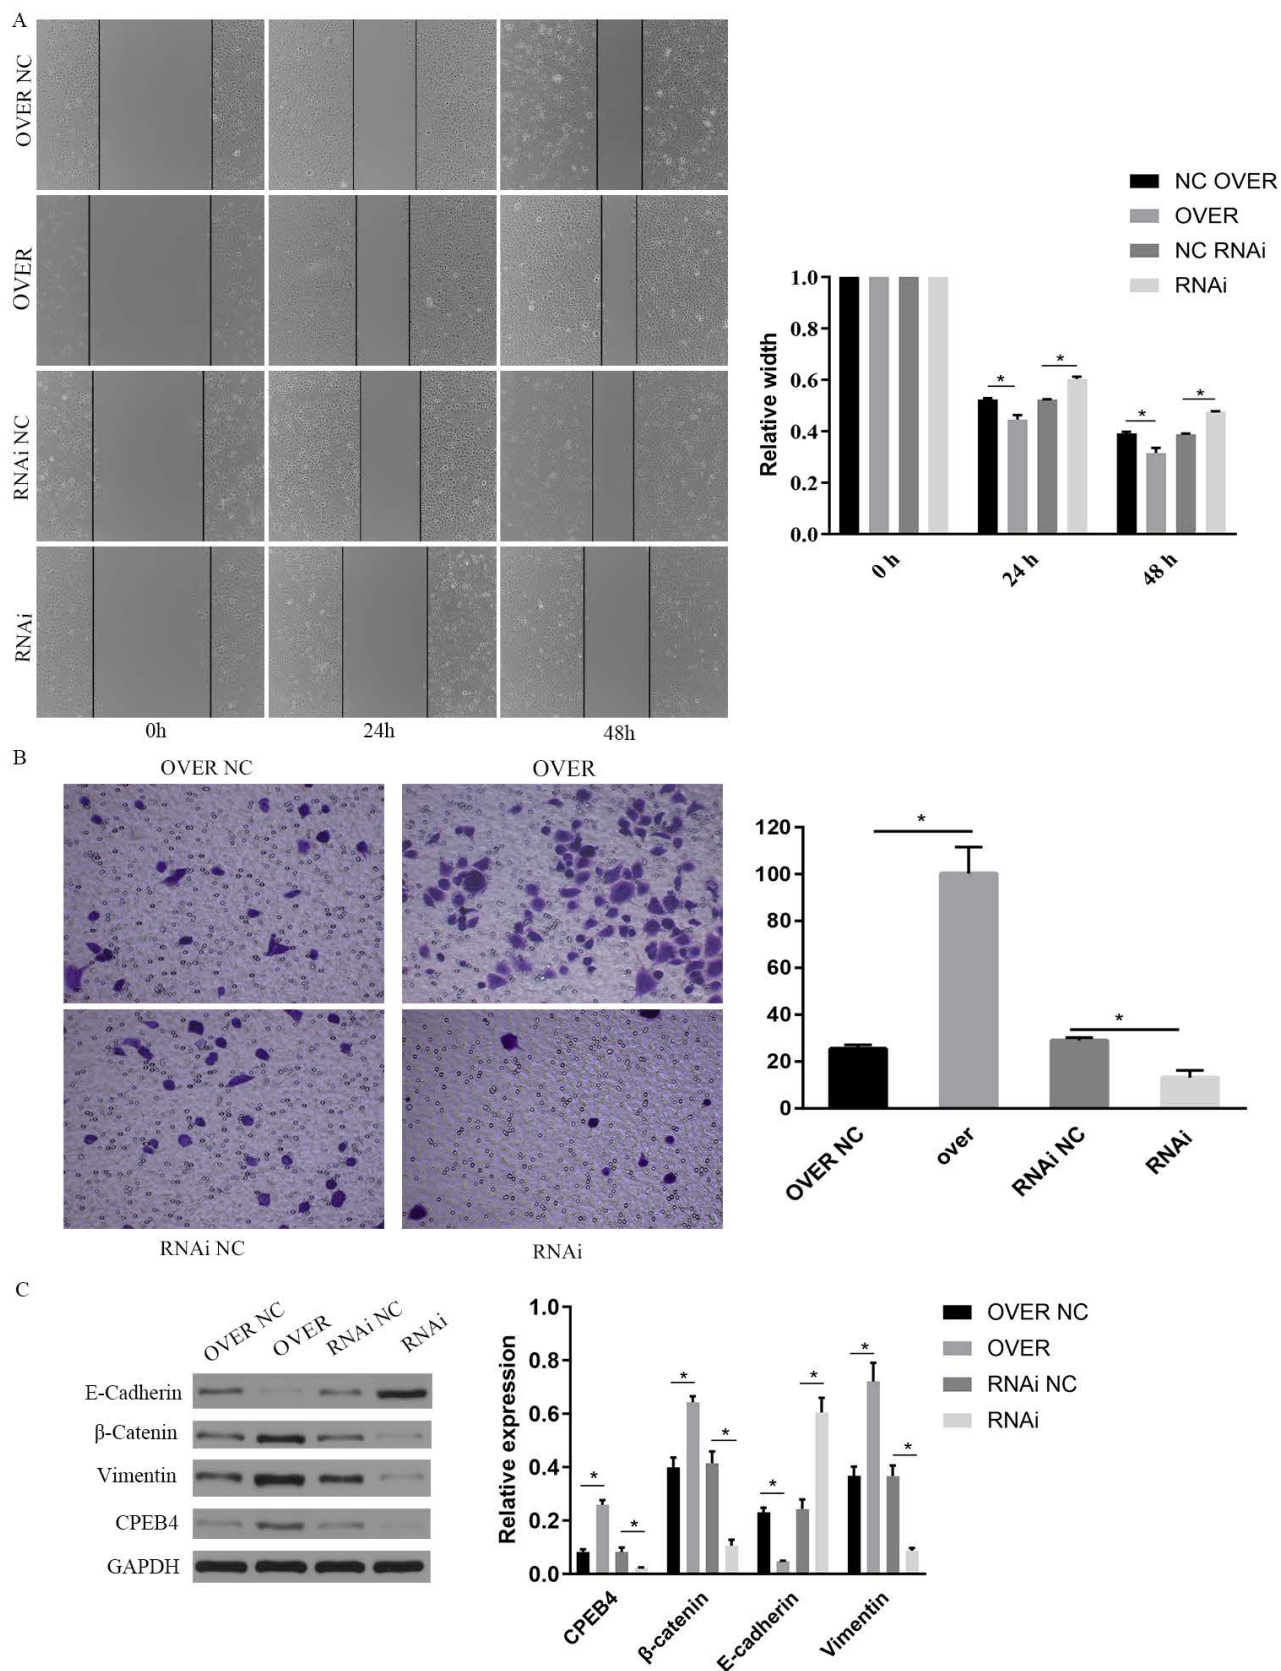 A
OVER NC
OVER
RNAi NC
RNAi
0h
24h
48h
NC OVER
OVER
NC RNAi
RNAi
Relative width
1.0
0.8
0.6
0.4
0.2
0.0
* * * *
0 h
24 h
48 h
B
OVER NC
OVER
RNAi NC
RNAi
120
100
80
60
40
20
0
*
*
OVER NC
over
RNAi NC
RNAi
C
OVER NC
OVER
RNAi NC
RNAi
E-Cadherin
β-Catenin
Vimentin
CPEB4
GAPDH
Relative expression
1.0
0.8
0.6
0.4
0.2
0.0
* * * * * * * *
CPEB4
β-catenin
E-cadherin
Vimentin
OVER NC
OVER
RNAi NC
RNAi